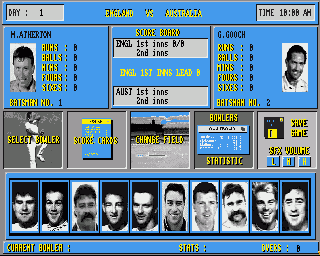 DAY : 1
ENGLAND VS AUSTRALIA
TIME 10:00 AM
M.ATHERTON
RUNS : 0
BALLS : 0
MINS : 0
FOURS : 0
SIXES : 0
BATSMAN NO. 1
SCORE BOARD
ENGL 1st inns 0/0
2nd inns
ENGL 1ST INNS LEAD 0
AUST 1st inns
2nd inns
G.GOOCH
RUNS : 0
BALLS : 0
MINS : 0
FOURS : 0
SIXES : 0
BATSMAN NO. 2
SELECT BOWLER
SCORE CARDS
CHANGE FIELD
BOWLERS
AUSTRALIA
STATISTIC
SAVE
GAME
SFX VOLUME
L M H
CURRENT BOWLER :
STATS :
OVERS : 0